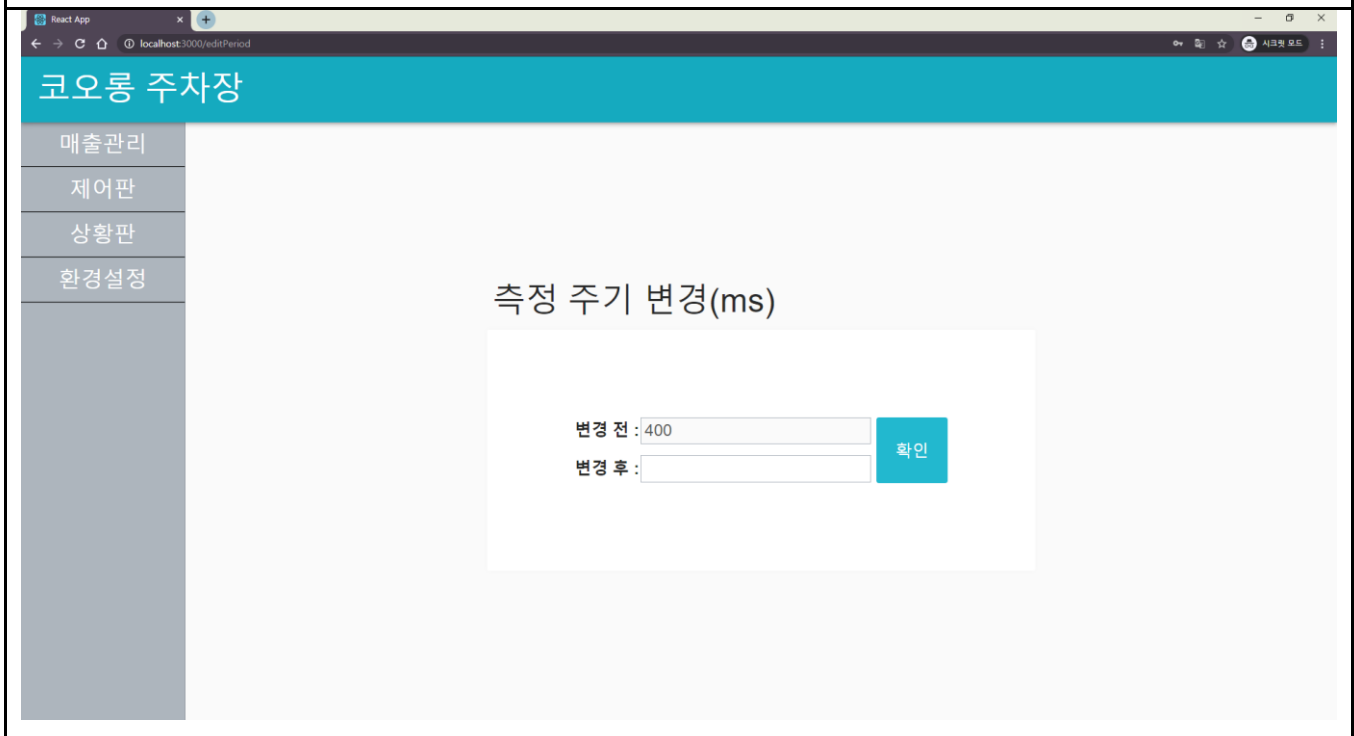 React App
localhost:3000/editPeriod
시크릿 모드
코오롱 주차장
매출관리
제어판
상황판
환경설정
측정 주기 변경(ms)
변경 전 : 400
확인
변경 후 :